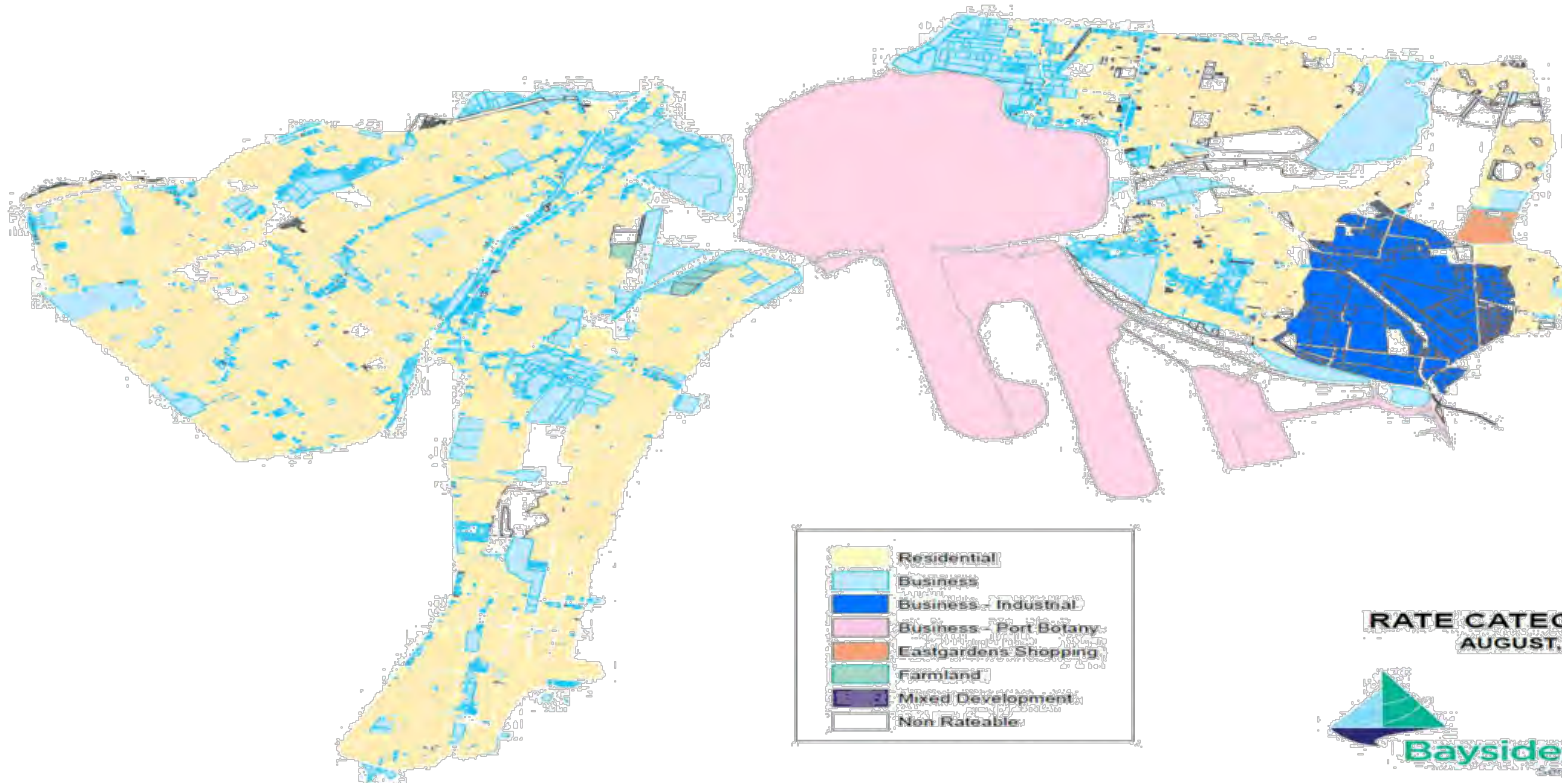 Residential
Business
Business - Industrial
Business - Port Botany
Eastgardens Shopping
Farmland
Mixed Development
Non Rateable
RATE CATEG
AUGUST,
Bayside